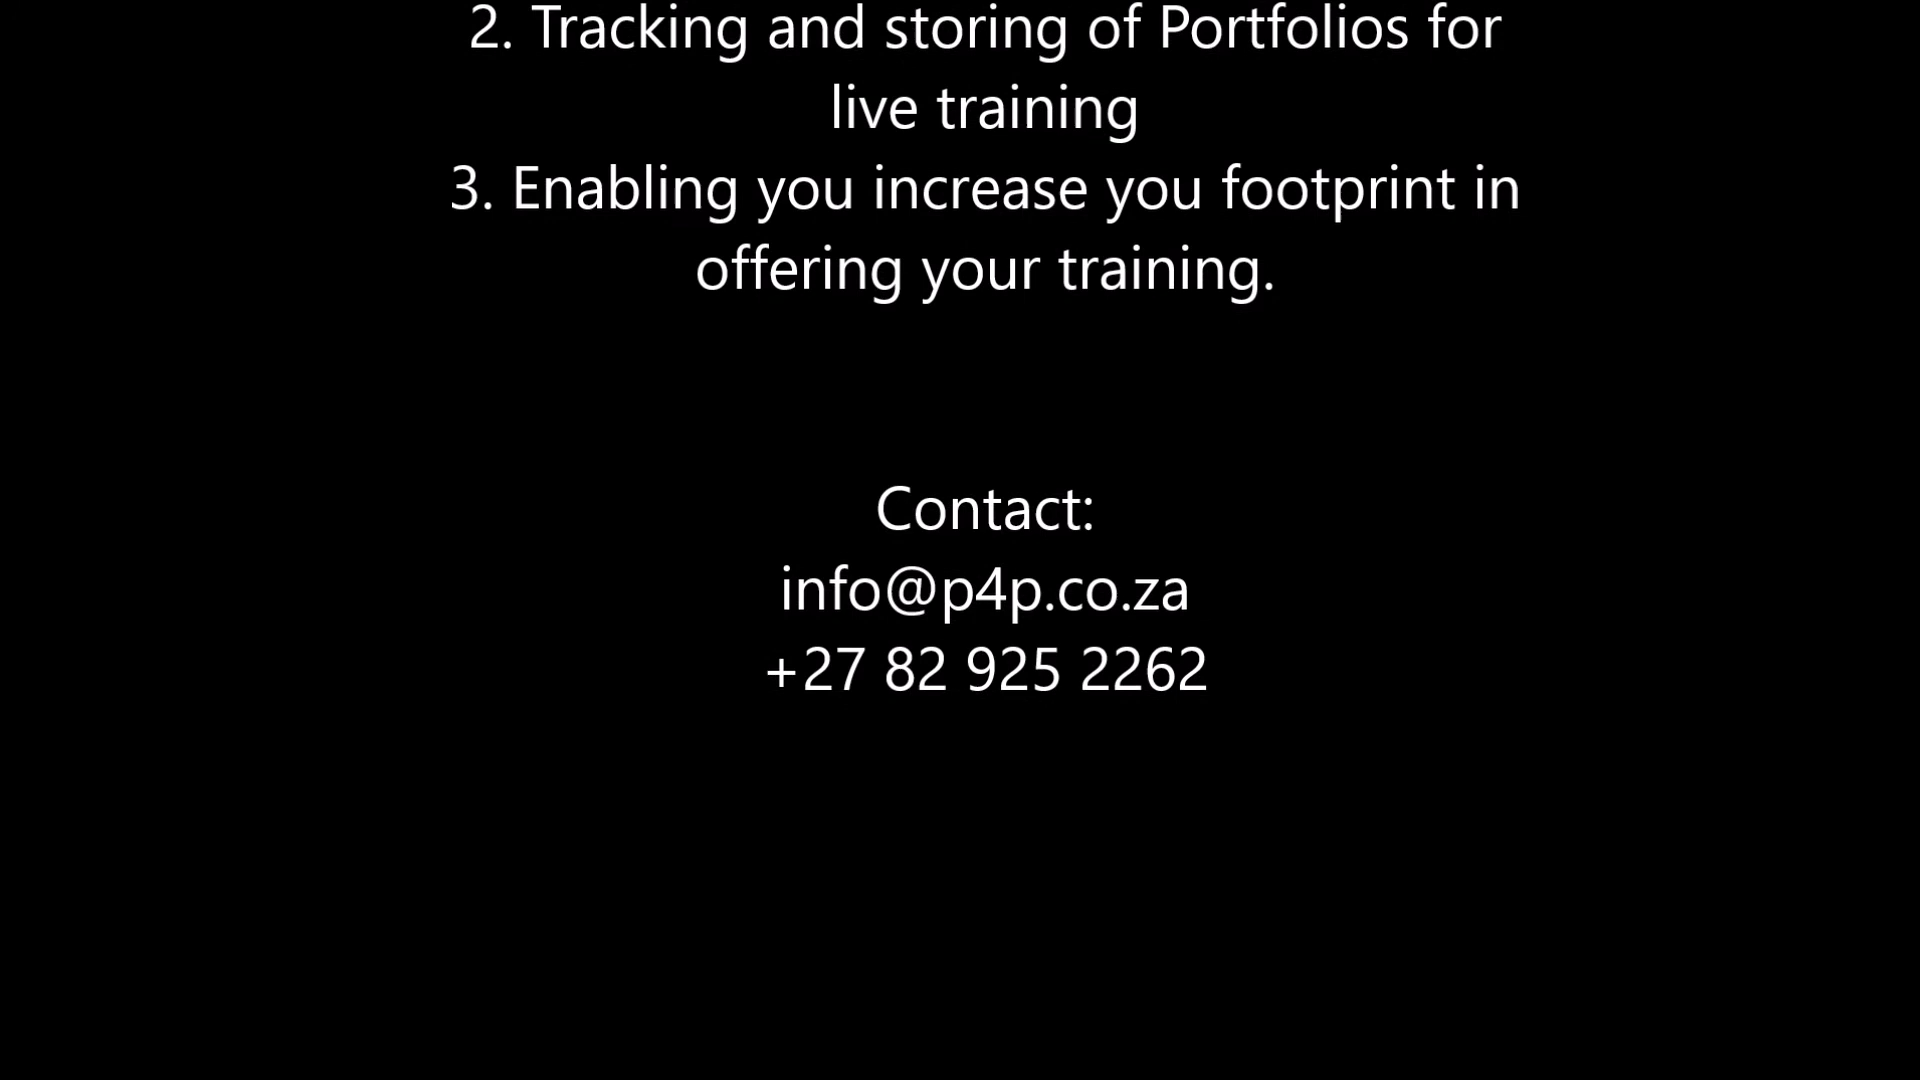 2. Tracking and storing of Portfolios for
live training
3. Enabling you increase you footprint in
offering your training.
Contact:
info@p4p.co.za
+27 82 925 2262